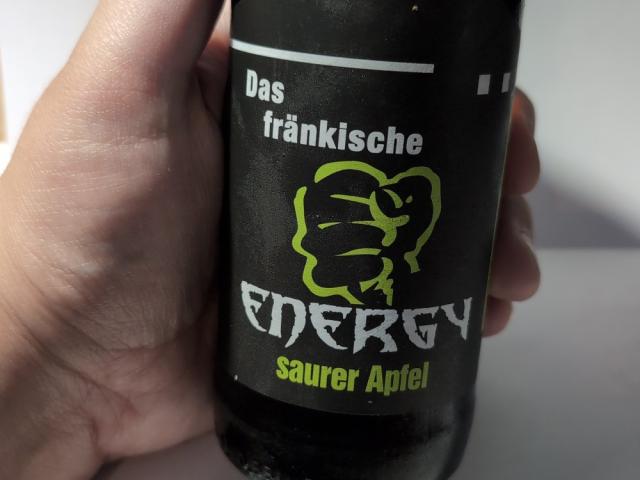 Das
fränkische
ENERGY
saurer Apfel